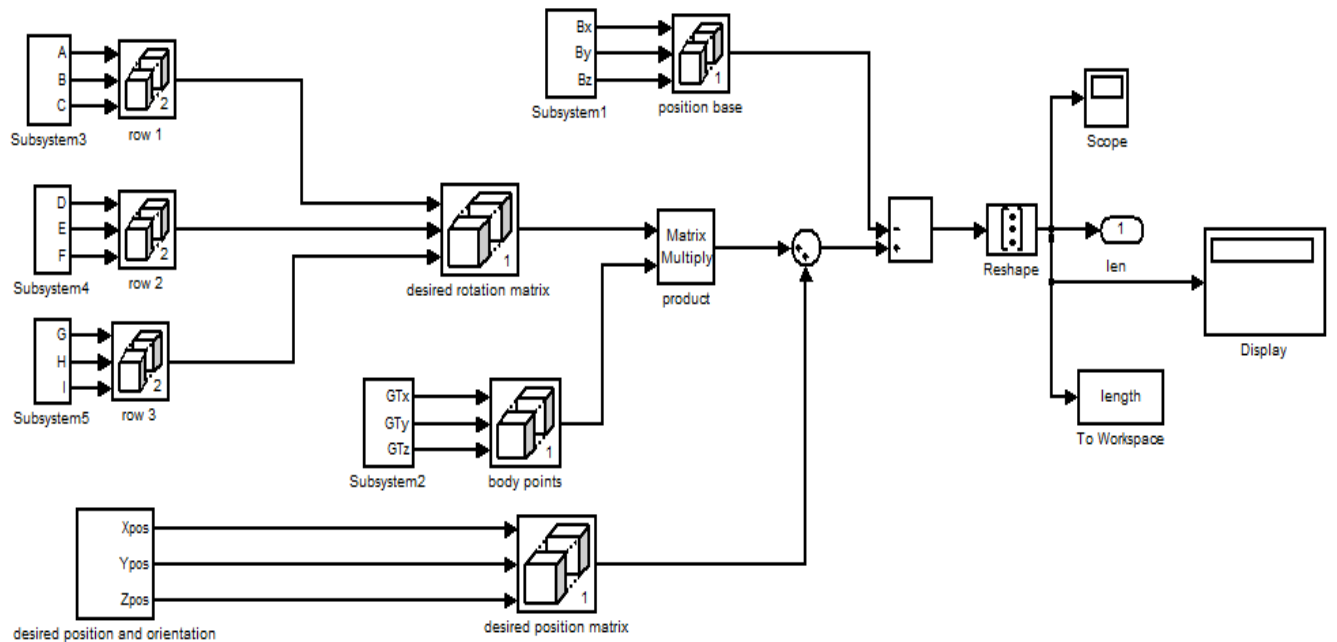 A
B
C
2
Subsystem3
row 1
Bx
By
Bz
1
Subsystem1
position base
Scope
D
E
F
2
Subsystem4
row 2
1
desired rotation matrix
Matrix
Multiply
product
Reshape
1
len
Display
G
H
I
2
Subsystem5
row 3
GTx
GTy
GTz
1
Subsystem2
body points
length
To Workspace
Xpos
Ypos
Zpos
1
desired position and orientation
desired position matrix